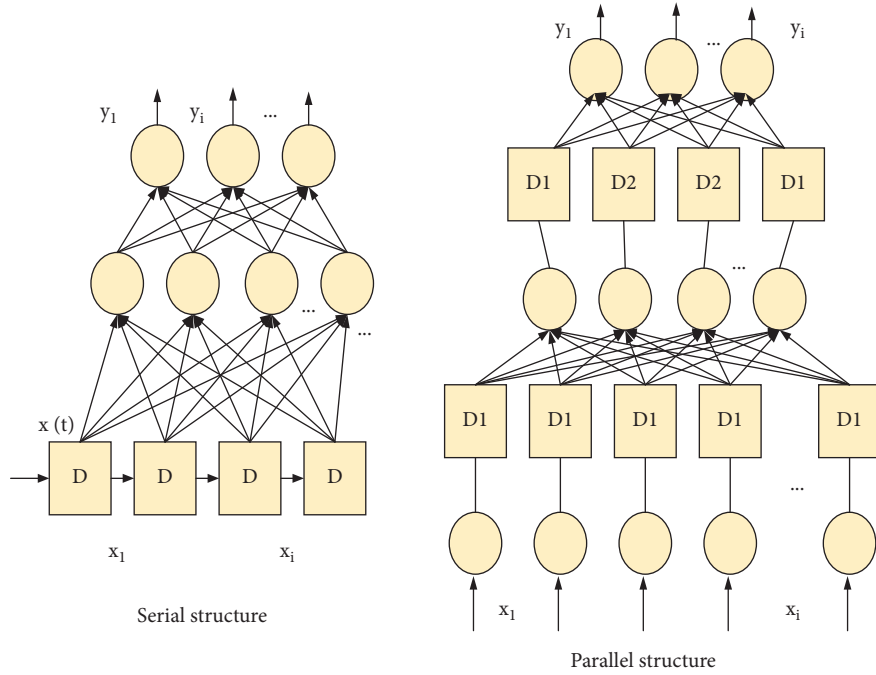 y1 yi ...
x (t)
D D D D
...
...
x1 xi
Serial structure
y1 ... yi
D1 D2 D2 D1
...
D1 D1 D1 D1 D1
...
x1 xi
Parallel structure